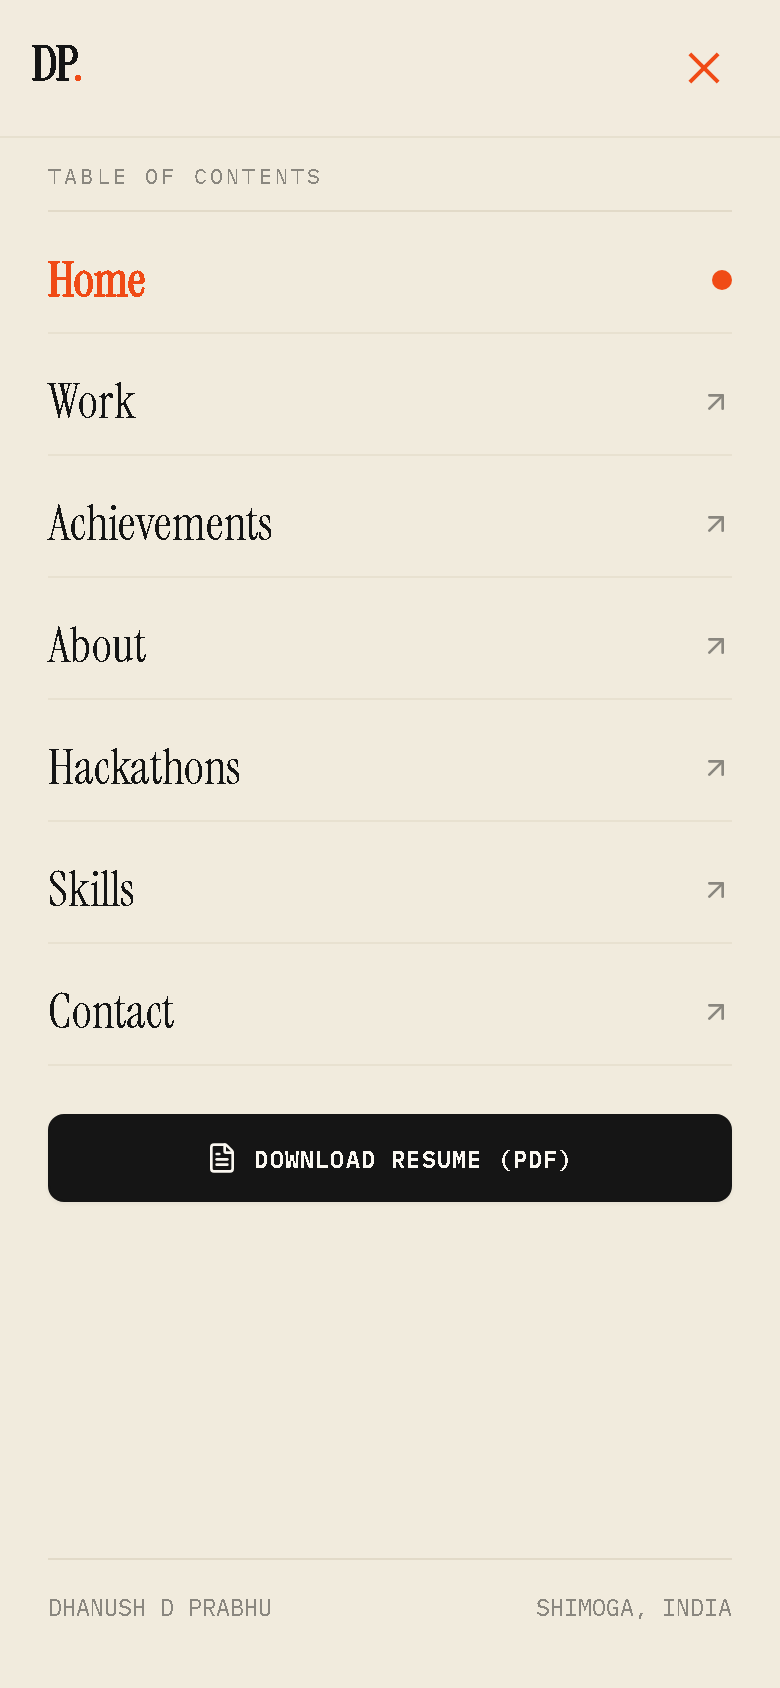 DP.
TABLE OF CONTENTS
Home
Work
Achievements
About
Hackathons
Skills
Contact
DOWNLOAD RESUME (PDF)
DHANUSH D PRABHU
SHIMOGA, INDIA